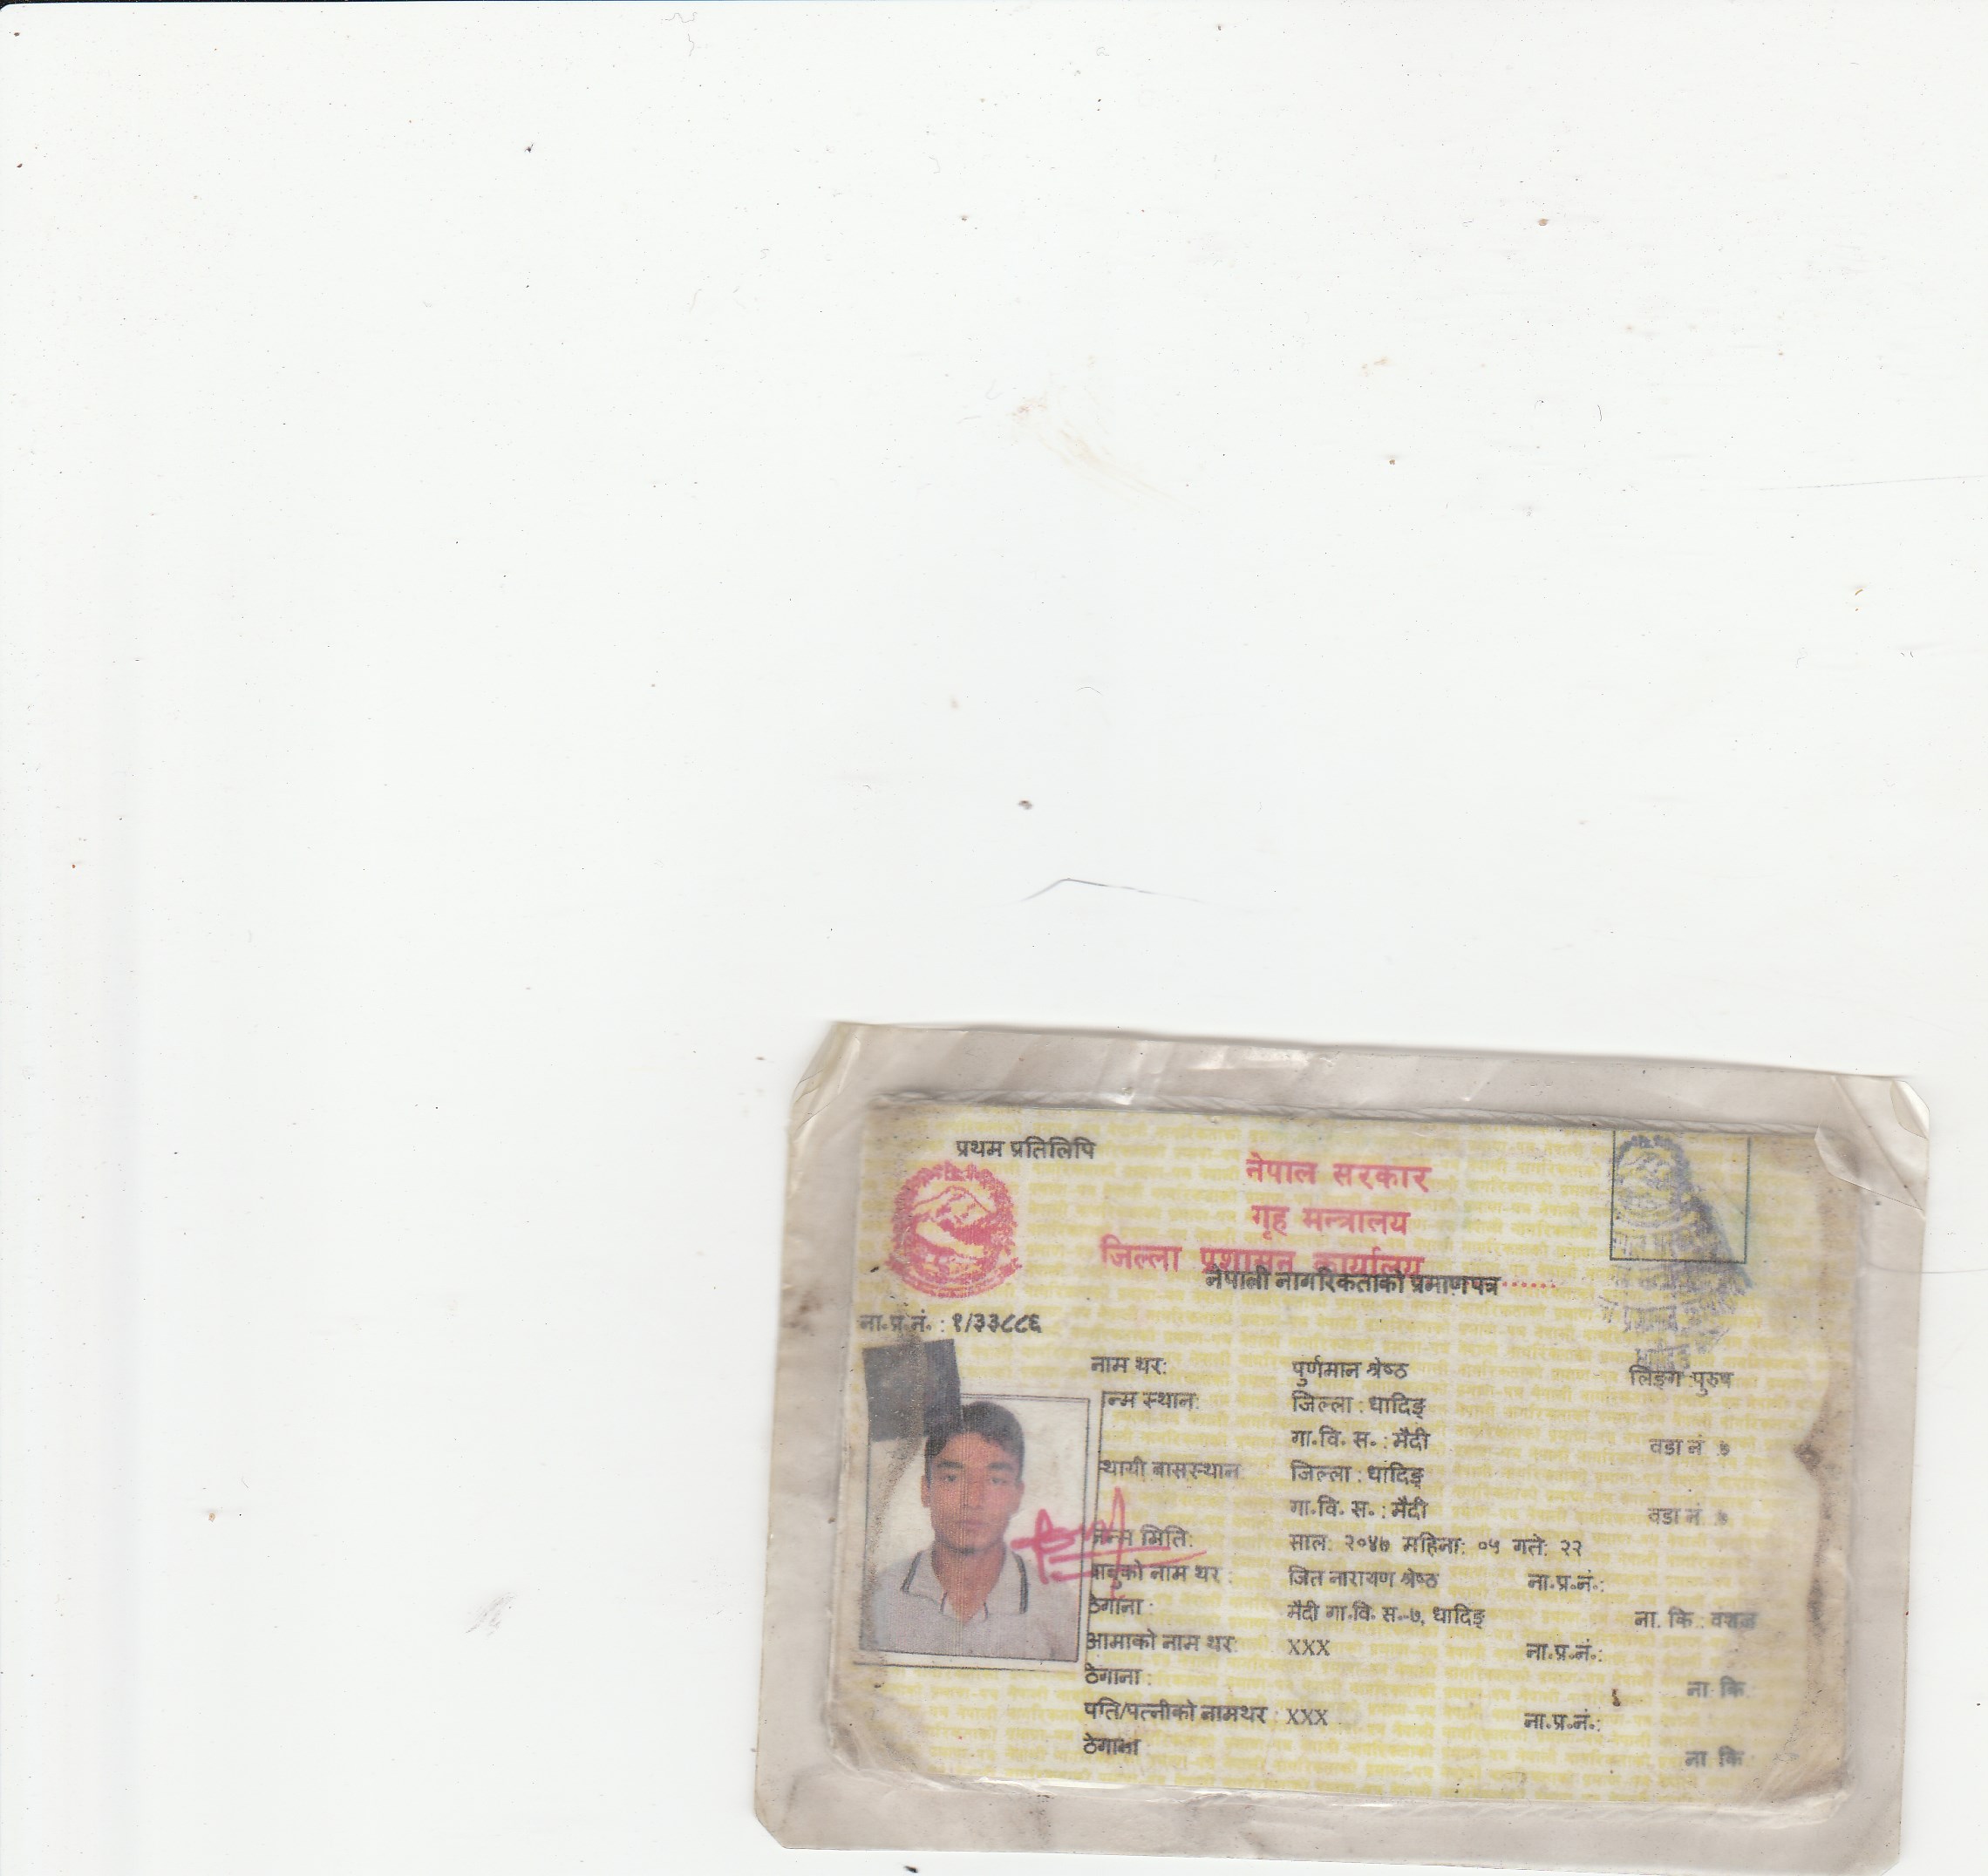 प्रथम प्रतिलिपि
नेपाल सरकार
गृह मन्त्रालय
जिल्ला प्रशासन कार्यालय
नेपाली नागरिकताको प्रमाणपत्र......
ना.प्र.नं. : १/३३८८६
नाम थर: पुर्णमान श्रेष्ठ लिङ्ग पुरुष
न्म स्थान: जिल्ला : धादिङ्
गा.वि. स. : मैदी वडा नं ७
स्थायी बासस्थान जिल्ला : धादिङ्
गा.वि. स. : मैदी वडा नं ७
जन्म मिति: साल: २०४७ महिना: ०५ गते: २२
बाबुको नाम थर : जित नारायण श्रेष्ठ ना.प्र.नं.:
ठेगाना : मैदी गा.वि. स.-७, धादिङ् ना. कि. वंशज
आमाको नाम थर: XXX ना.प्र.नं.:
ठेगाना : ना कि
पति/पत्नीको नामथर : XXX ना.प्र.नं.:
ठेगाना ना कि